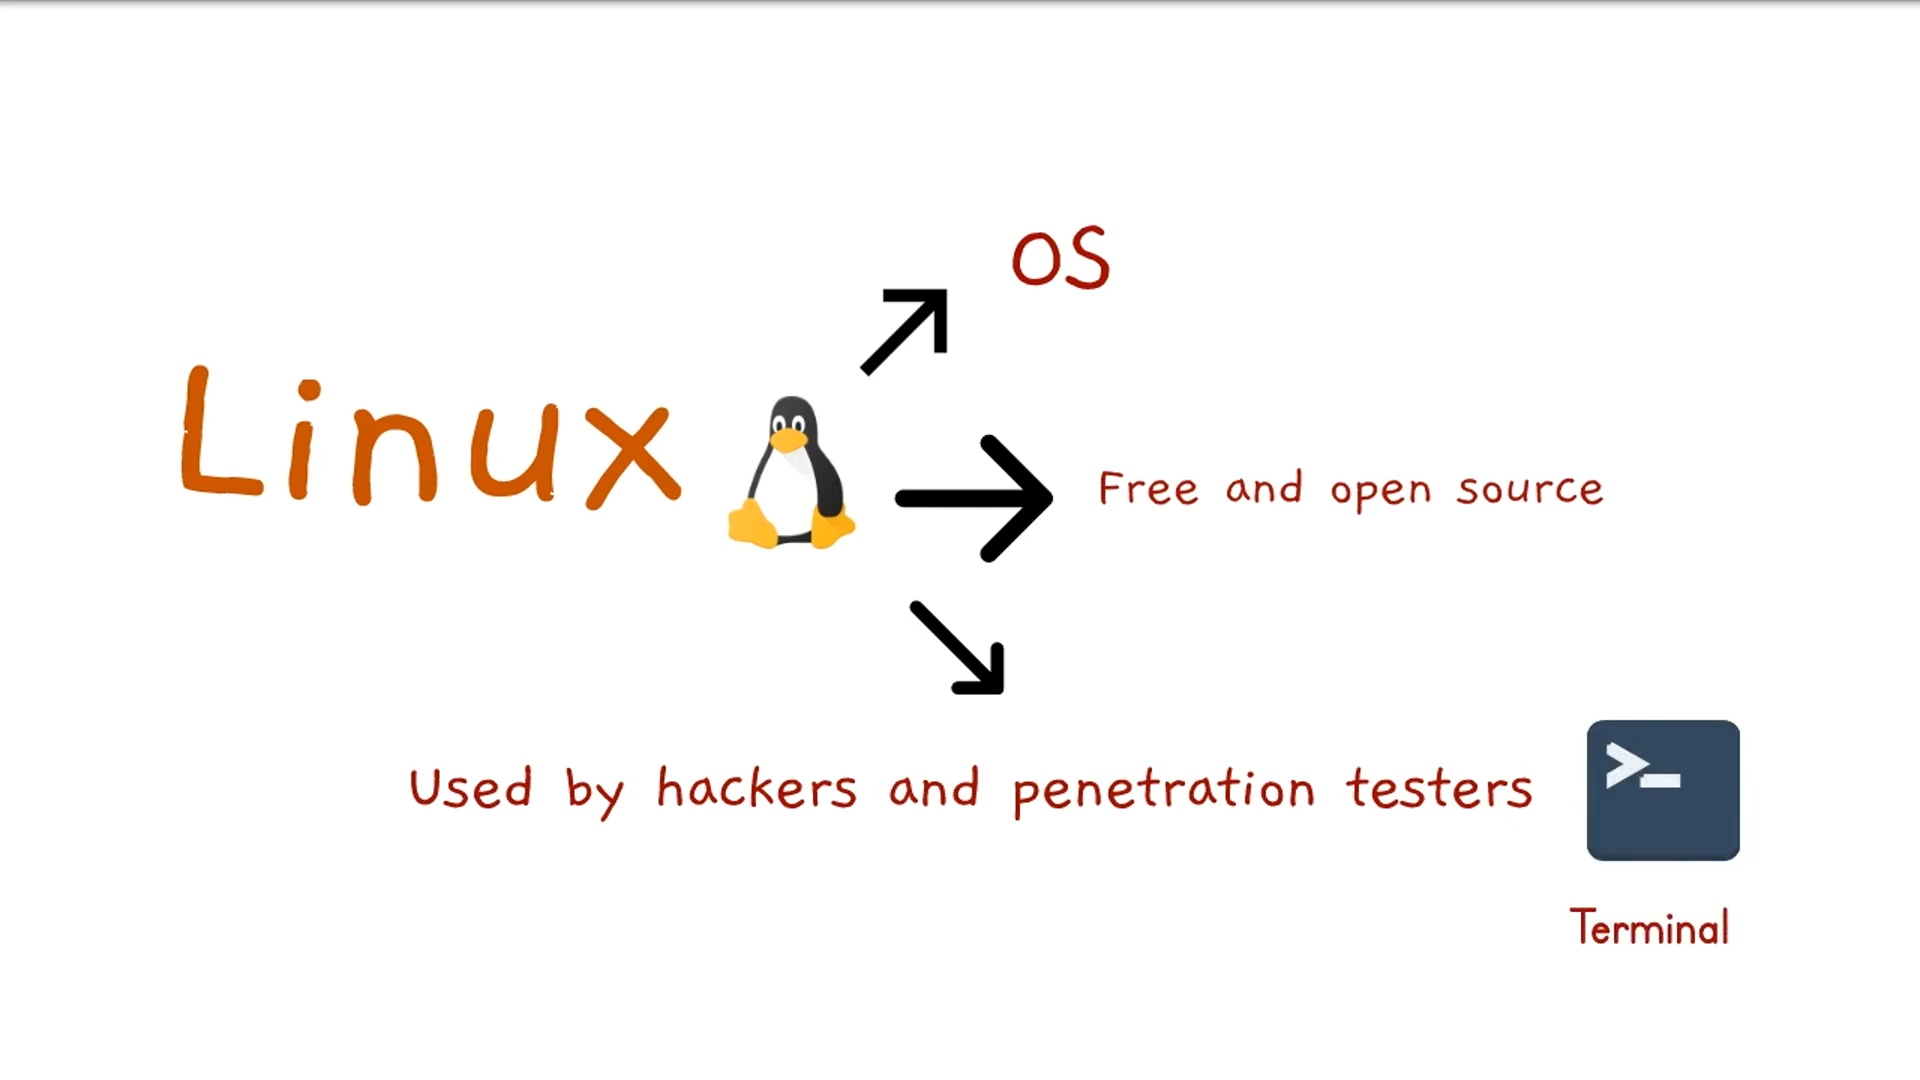 OS
Linux
Free and open source
Used by hackers and penetration testers
>_
Terminal